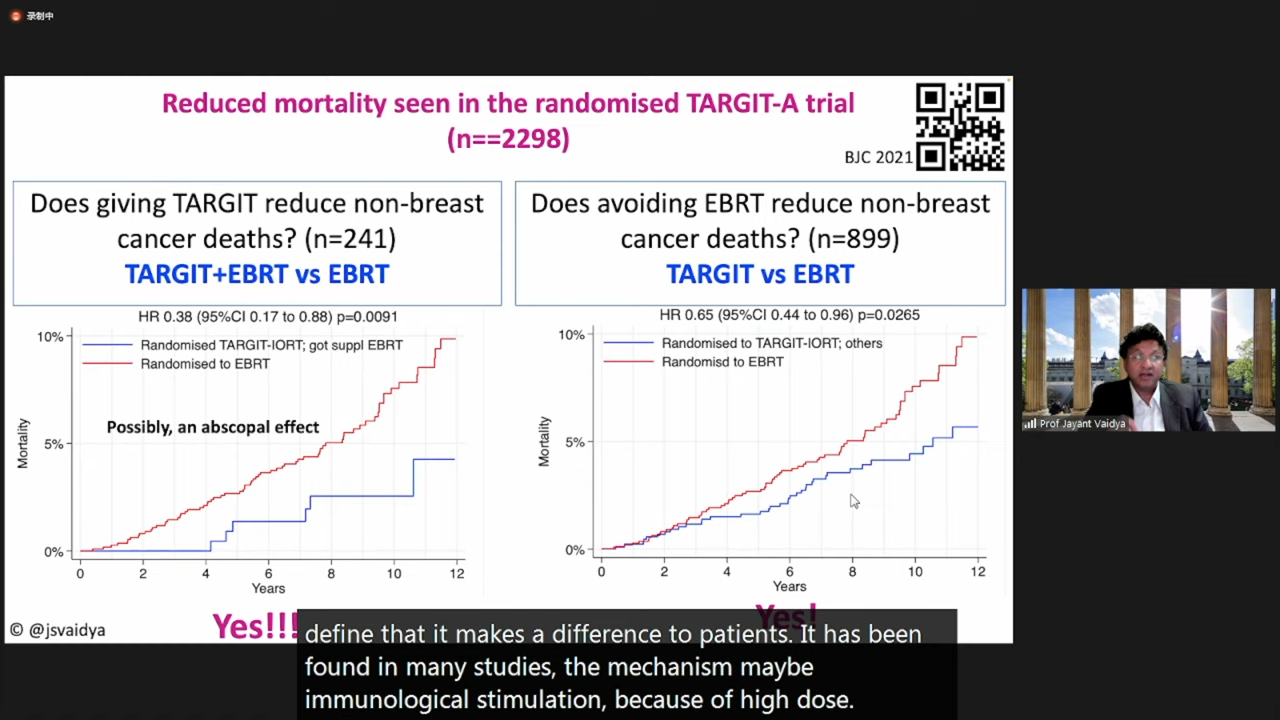 录制中
Reduced mortality seen in the randomised TARGIT-A trial
(n==2298)
BJC 2021
Does giving TARGIT reduce non-breast
cancer deaths? (n=241)
TARGIT+EBRT vs EBRT
HR 0.38 (95%CI 0.17 to 0.88) p=0.0091
10%
5%
0%
Mortality
Randomised TARGIT-IORT; got suppl EBRT
Randomised to EBRT
Possibly, an abscopal effect
0 2 4 6 8 10 12
Years
Yes!!!
Does avoiding EBRT reduce non-breast
cancer deaths? (n=899)
TARGIT vs EBRT
HR 0.65 (95%CI 0.44 to 0.96) p=0.0265
10%
5%
0%
Mortality
Randomised to TARGIT-IORT; others
Randomisd to EBRT
0 2 4 6 8 10 12
Years
Yes!
© @jsvaidya
Prof Jayant Vaidya
define that it makes a difference to patients. It has been
found in many studies, the mechanism maybe
immunological stimulation, because of high dose.